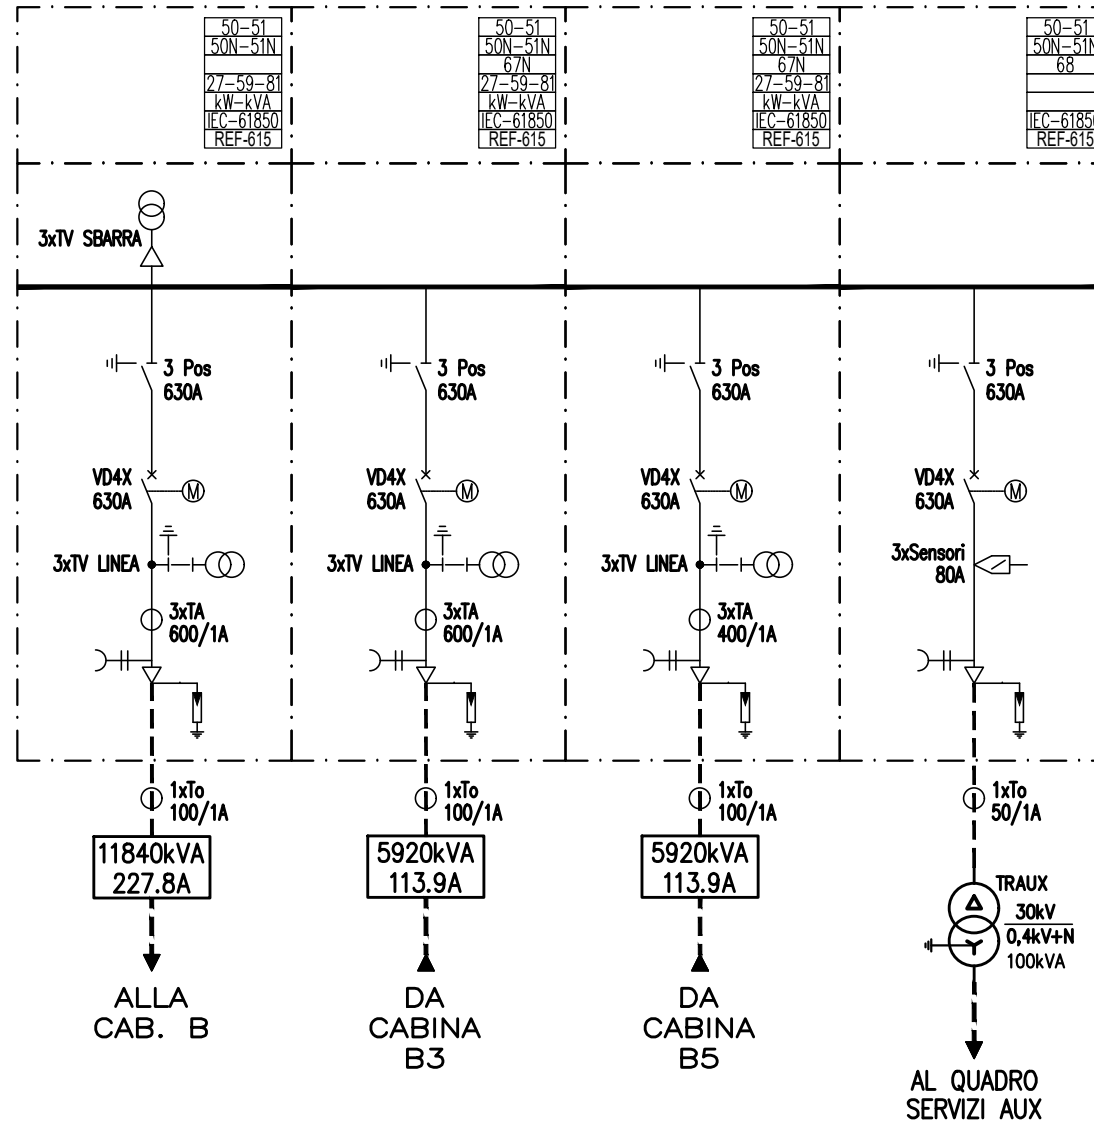 50-51
50N-51N
27-59-81
kW-kVA
IEC-61850
REF-615
50-51
50N-51N
67N
27-59-81
kW-kVA
IEC-61850
REF-615
50-51
50N-51N
67N
27-59-81
kW-kVA
IEC-61850
REF-615
50-51
50N-51N
68
IEC-61850
REF-615
3xTV SBARRA
3 Pos
630A
3 Pos
630A
3 Pos
630A
3 Pos
630A
VD4X
630A
M
VD4X
630A
M
VD4X
630A
M
VD4X
630A
M
3xTV LINEA
3xTV LINEA
3xTV LINEA
3xSensori
80A
3xTA
600/1A
3xTA
600/1A
3xTA
400/1A
1xTo
100/1A
1xTo
100/1A
1xTo
100/1A
1xTo
50/1A
11840kVA
227.8A
5920kVA
113.9A
5920kVA
113.9A
TRAUX
30kV
0,4kV+N
100kVA
ALLA
CAB. B
DA
CABINA
B3
DA
CABINA
B5
AL QUADRO
SERVIZI AUX